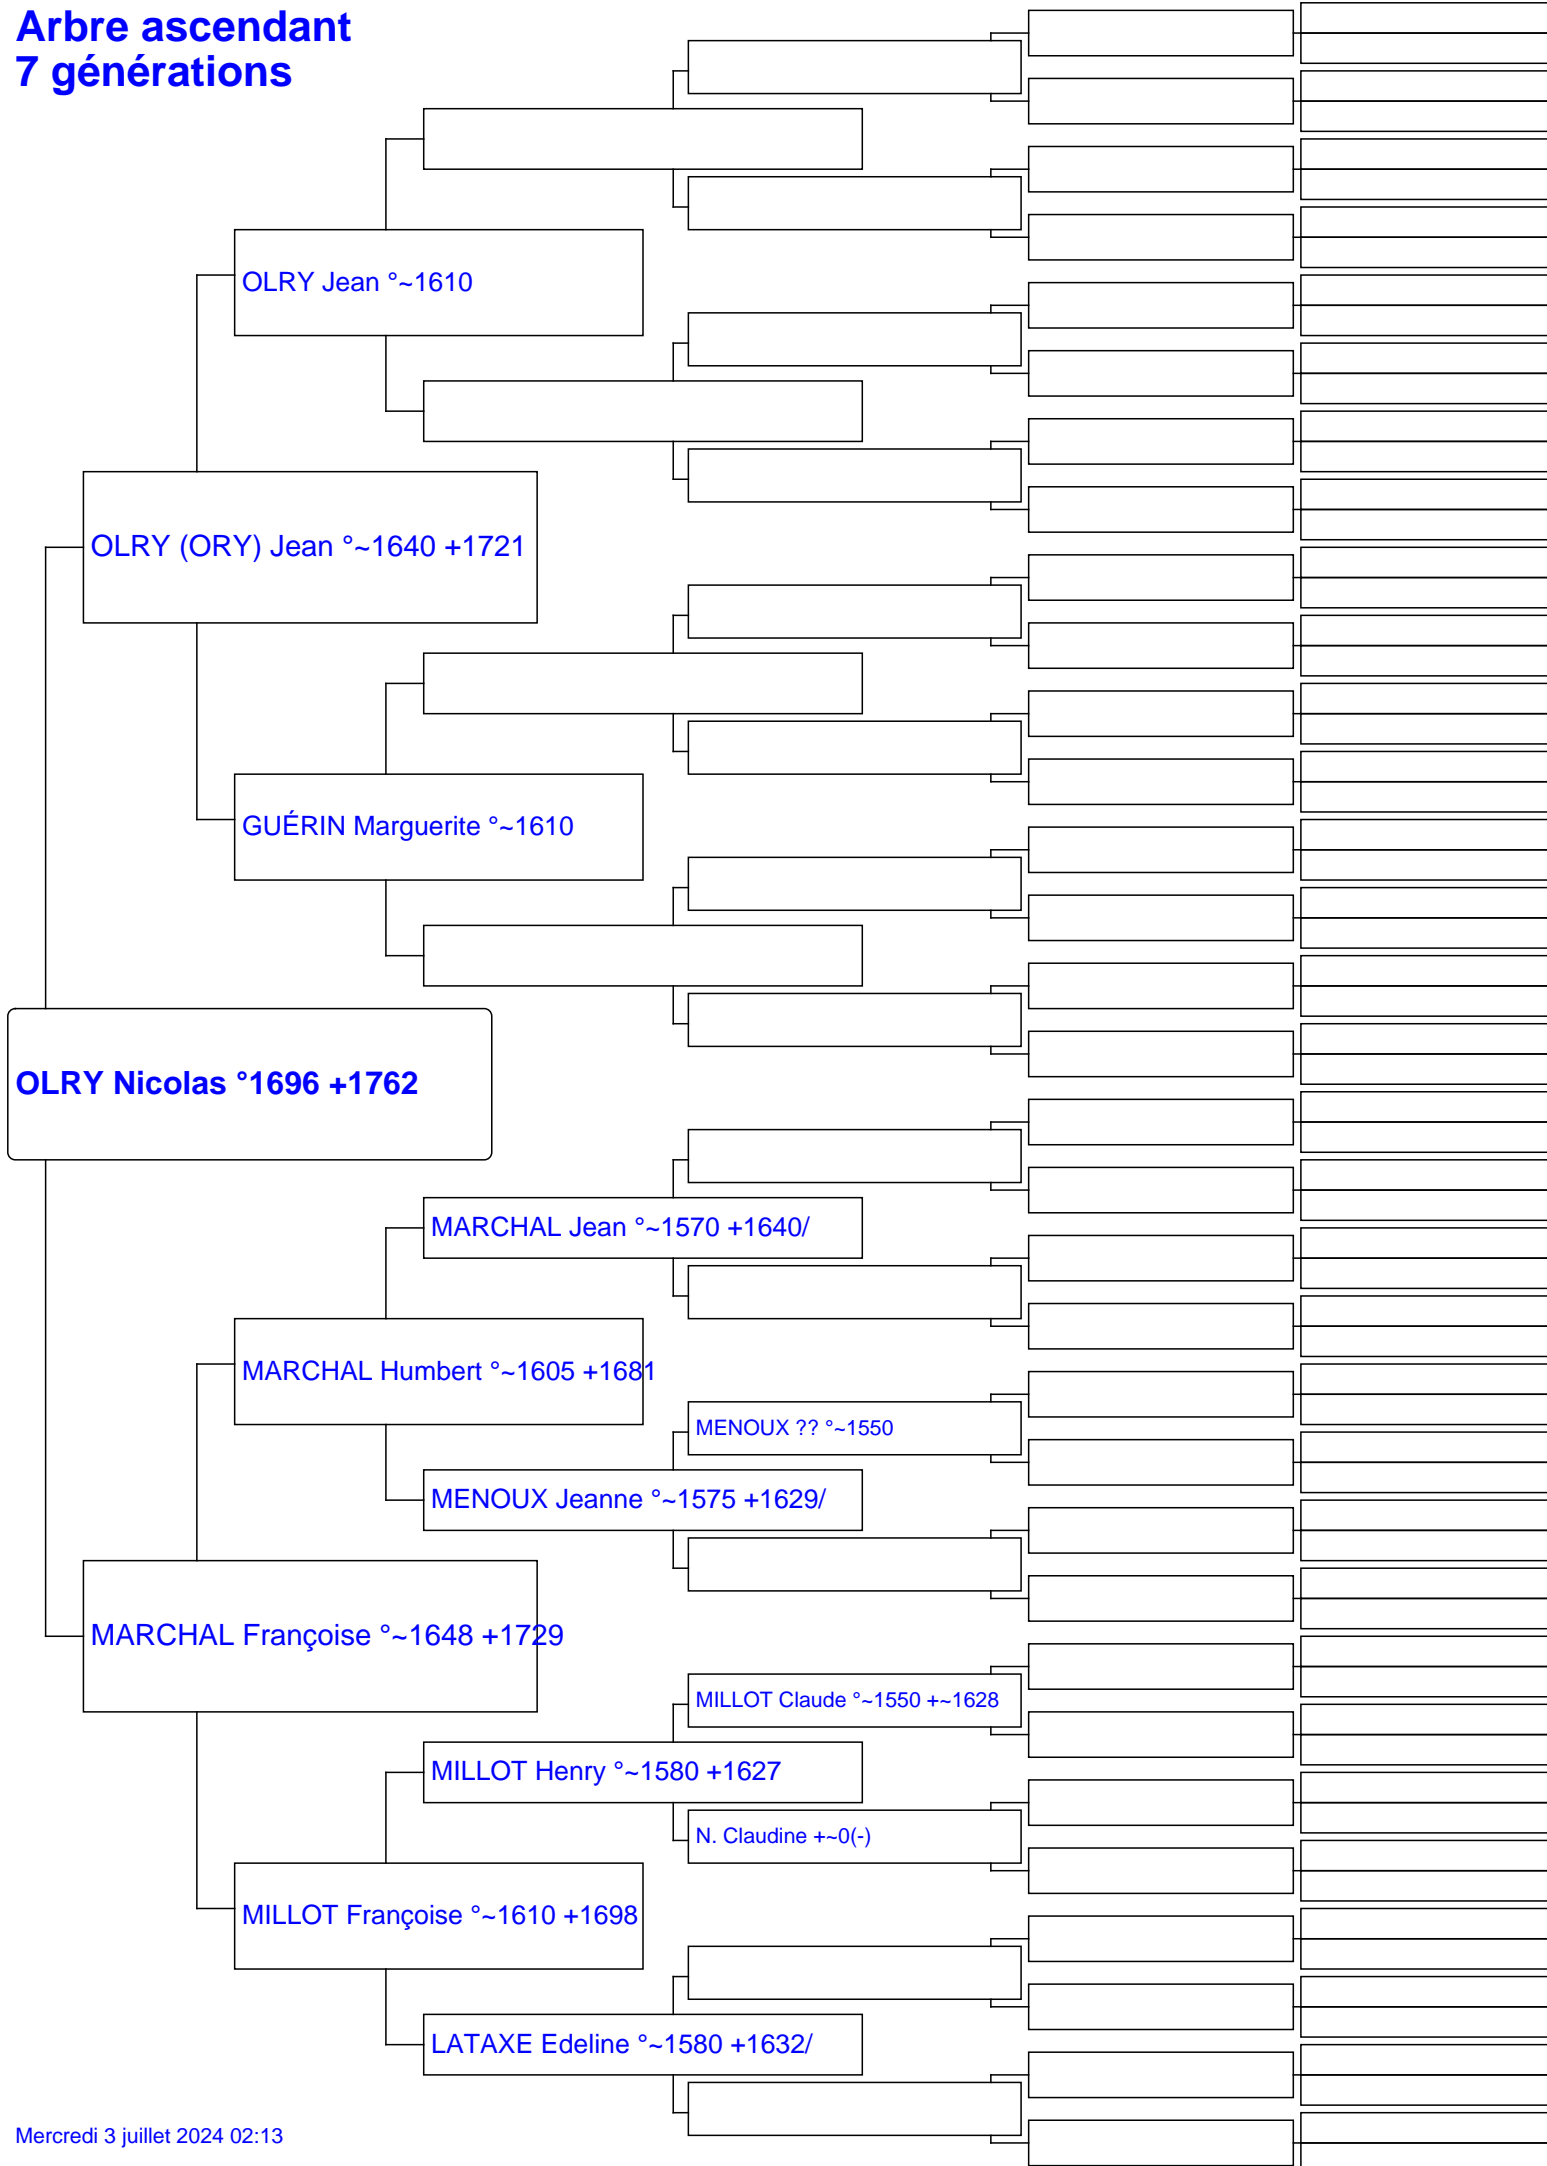 Arbre ascendant
7 générations
OLRY Jean °~1610
OLRY (ORY) Jean °~1640 +1721
GUÉRIN Marguerite °~1610
OLRY Nicolas °1696 +1762
MARCHAL Jean °~1570 +1640/
MARCHAL Humbert °~1605 +1681
MENOUX ?? °~1550
MENOUX Jeanne °~1575 +1629/
MARCHAL Françoise °~1648 +1729
MILLOT Claude °~1550 +~1628
MILLOT Henry °~1580 +1627
N. Claudine +~0(-)
MILLOT Françoise °~1610 +1698
LATAXE Edeline °~1580 +1632/
Mercredi 3 juillet 2024 02:13